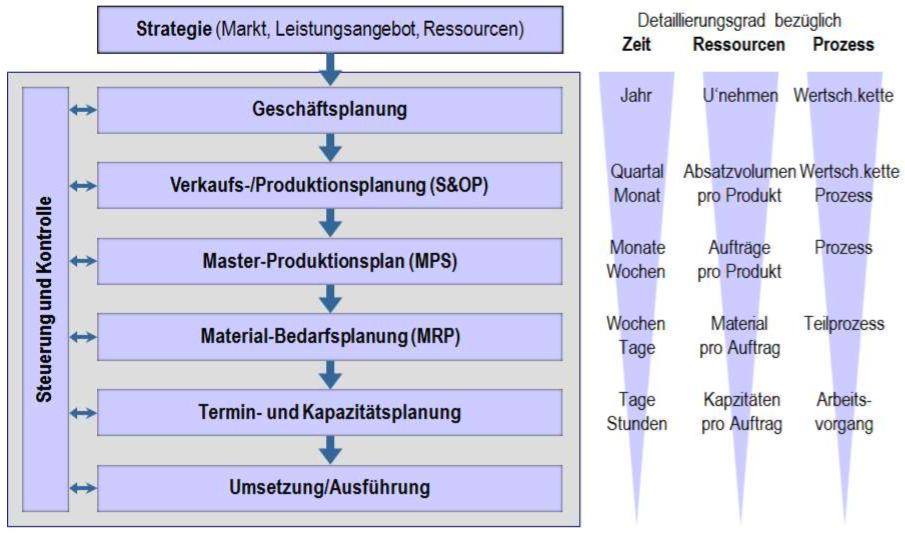 Strategie (Markt, Leistungsangebot, Ressourcen)
Detaillierungsgrad bezüglich
Zeit Ressourcen Prozess
Steuerung und Kontrolle
Geschäftsplanung
Jahr U'nehmen Wertsch.kette
Verkaufs-/Produktionsplanung (S&OP)
Quartal Absatzvolumen Wertsch.kette
Monat pro Produkt Prozess
Master-Produktionsplan (MPS)
Monate Aufträge Prozess
Wochen pro Produkt
Material-Bedarfsplanung (MRP)
Wochen Material Teilprozess
Tage pro Auftrag
Termin- und Kapazitätsplanung
Tage Kapzitäten Arbeits-
Stunden pro Auftrag vorgang
Umsetzung/Ausführung